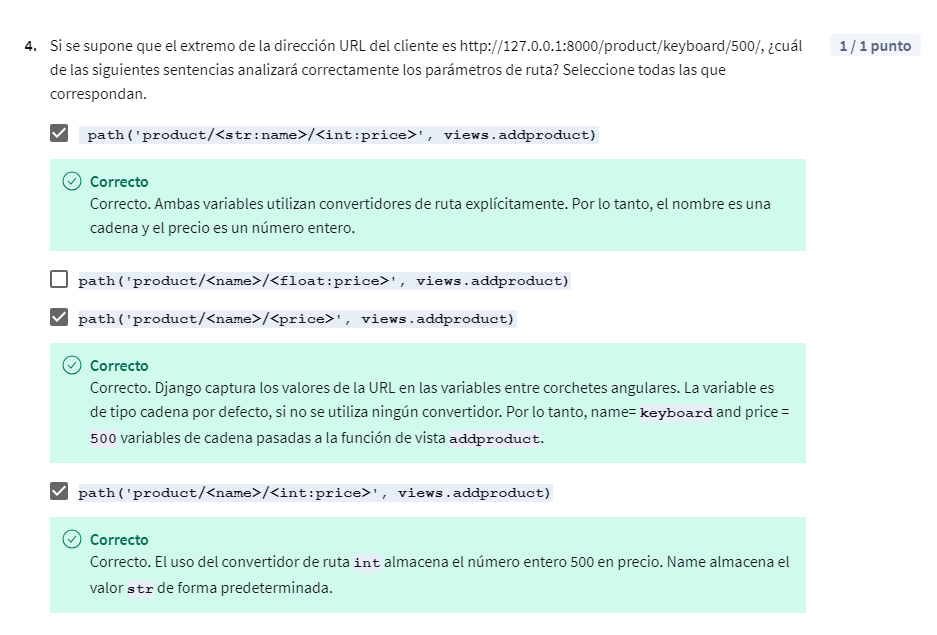 4. Si se supone que el extremo de la dirección URL del cliente es http://127.0.0.1:8000/product/keyboard/500/, ¿cuál
1 / 1 punto
de las siguientes sentencias analizará correctamente los parámetros de ruta? Seleccione todas las que
correspondan.
path('product/<str:name>/<int:price>', views.addproduct)
Correcto
Correcto. Ambas variables utilizan convertidores de ruta explícitamente. Por lo tanto, el nombre es una
cadena y el precio es un número entero.
path('product/<name>/<float:price>', views.addproduct)
path('product/<name>/<price>', views.addproduct)
Correcto
Correcto. Django captura los valores de la URL en las variables entre corchetes angulares. La variable es
de tipo cadena por defecto, si no se utiliza ningún convertidor. Por lo tanto, name= keyboard and price =
500 variables de cadena pasadas a la función de vista addproduct.
path('product/<name>/<int:price>', views.addproduct)
Correcto
Correcto. El uso del convertidor de ruta int almacena el número entero 500 en precio. Name almacena el
valor str de forma predeterminada.